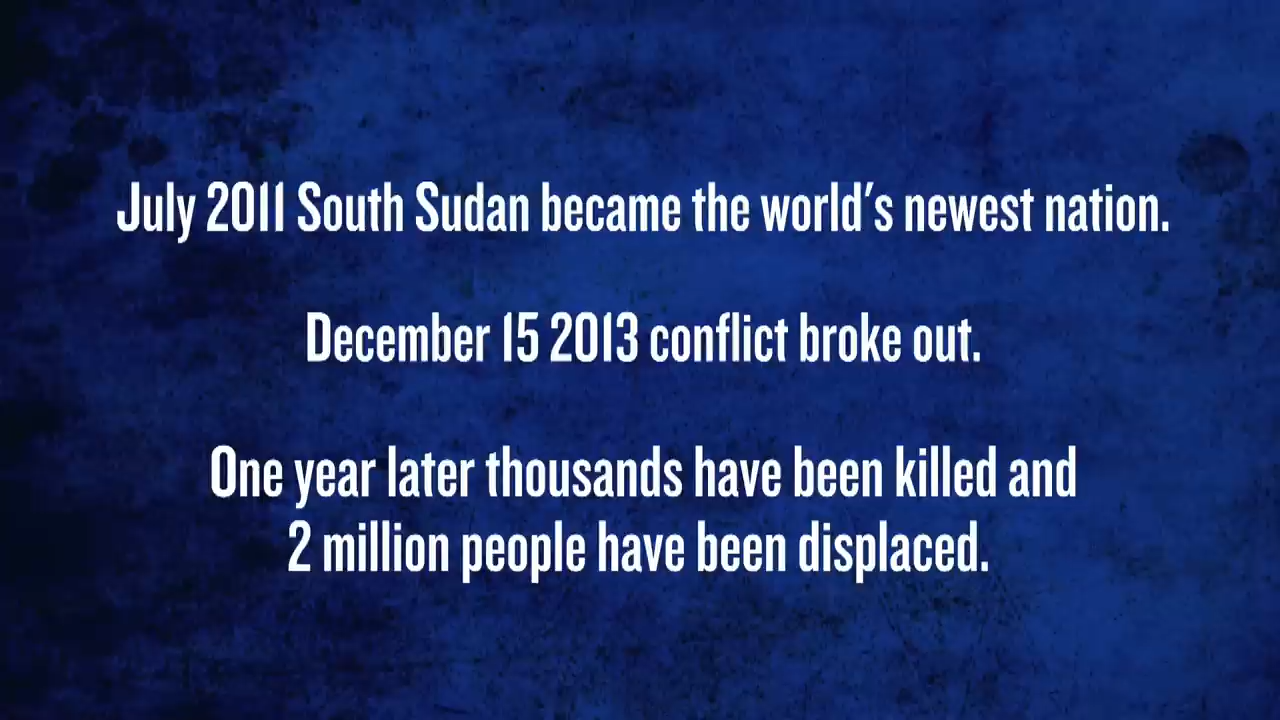 July 2011 South Sudan became the world's newest nation.
December 15 2013 conflict broke out.
One year later thousands have been killed and
2 million people have been displaced.